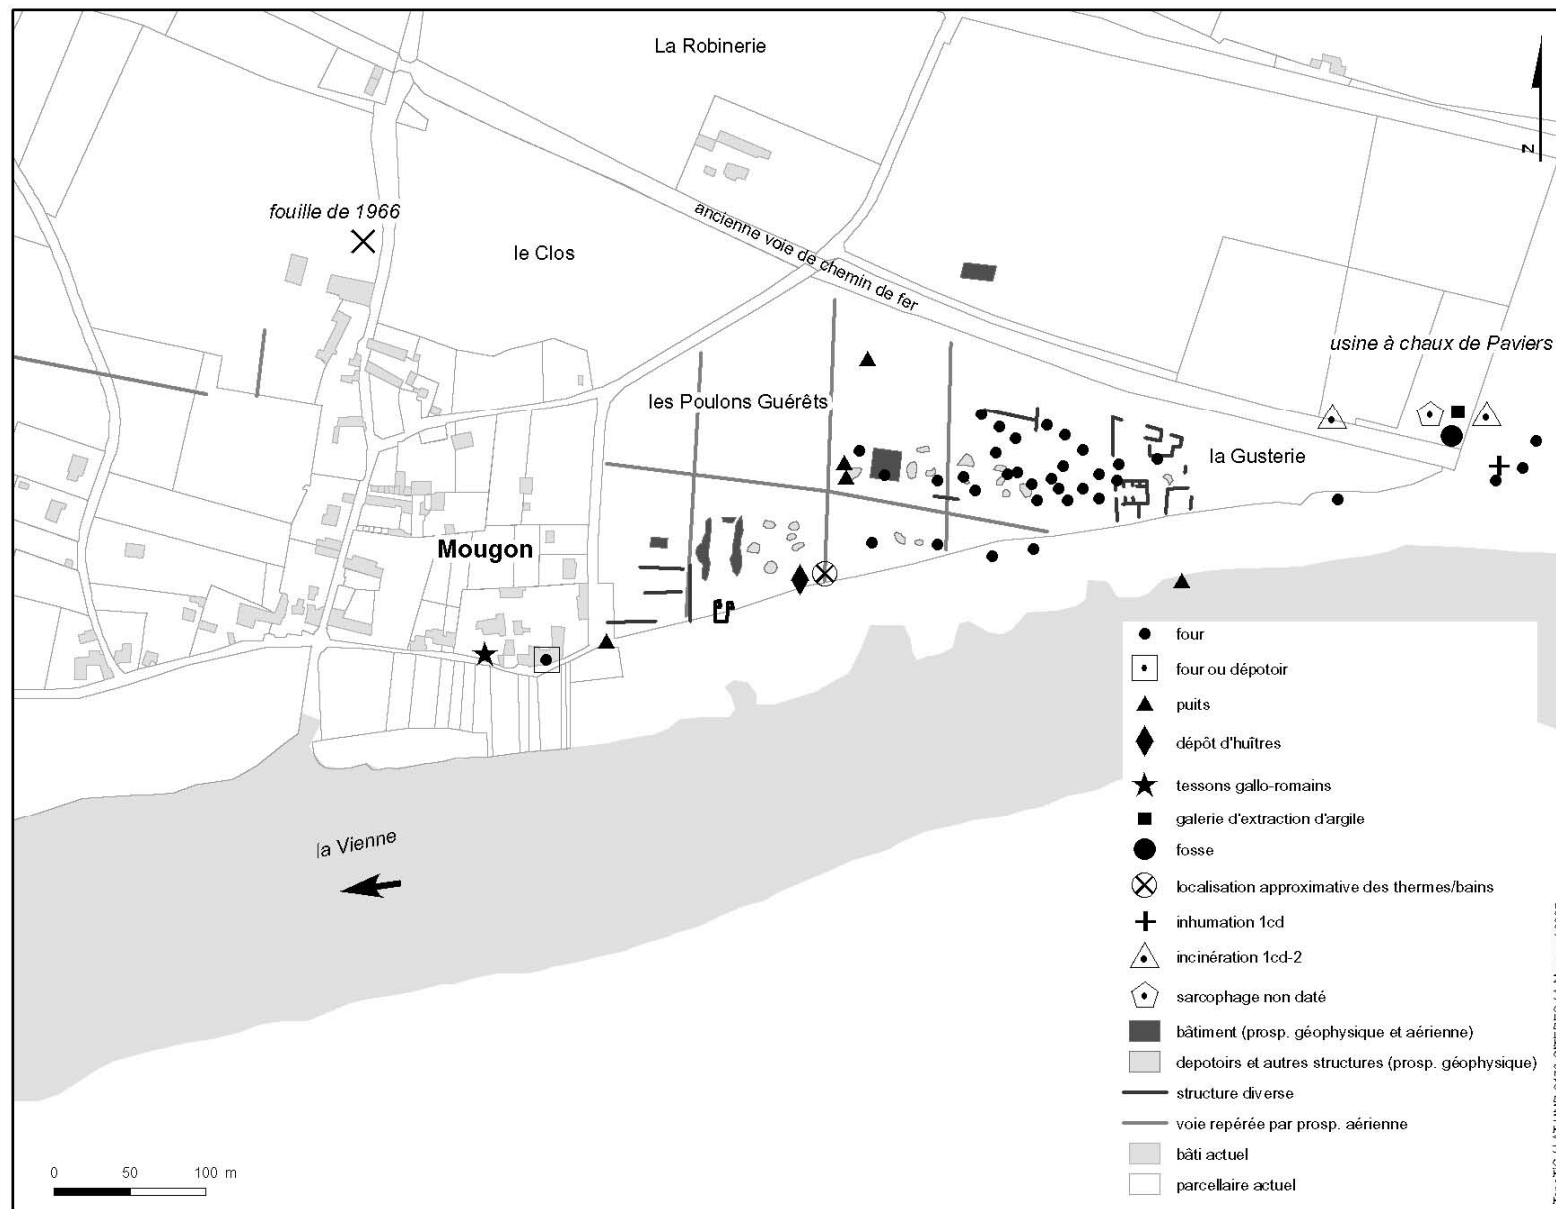 La Robinerie
N
fouille de 1966
le Clos
ancienne voie de chemin de fer
usine à chaux de Paviers
les Poulons Guérêts
la Gusterie
Mougon
la Vienne
four
four ou dépotoir
puits
dépôt d'huîtres
tessons gallo-romains
galerie d'extraction d'argile
fosse
localisation approximative des thermes/bains
inhumation 1cd
incinération 1cd-2
sarcophage non daté
bâtiment (prosp. géophysique et aérienne)
depotoirs et autres structures (prosp. géophysique)
structure diverse
voie repérée par prosp. aérienne
bâti actuel
parcellaire actuel
0 50 100 m